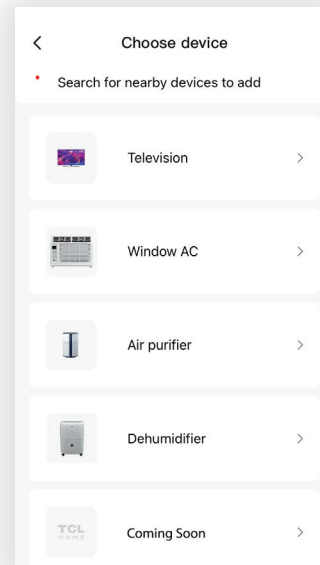 Choose device
Search for nearby devices to add
Television
Window AC
Air purifier
Dehumidifier
TCL
HOME
Coming Soon